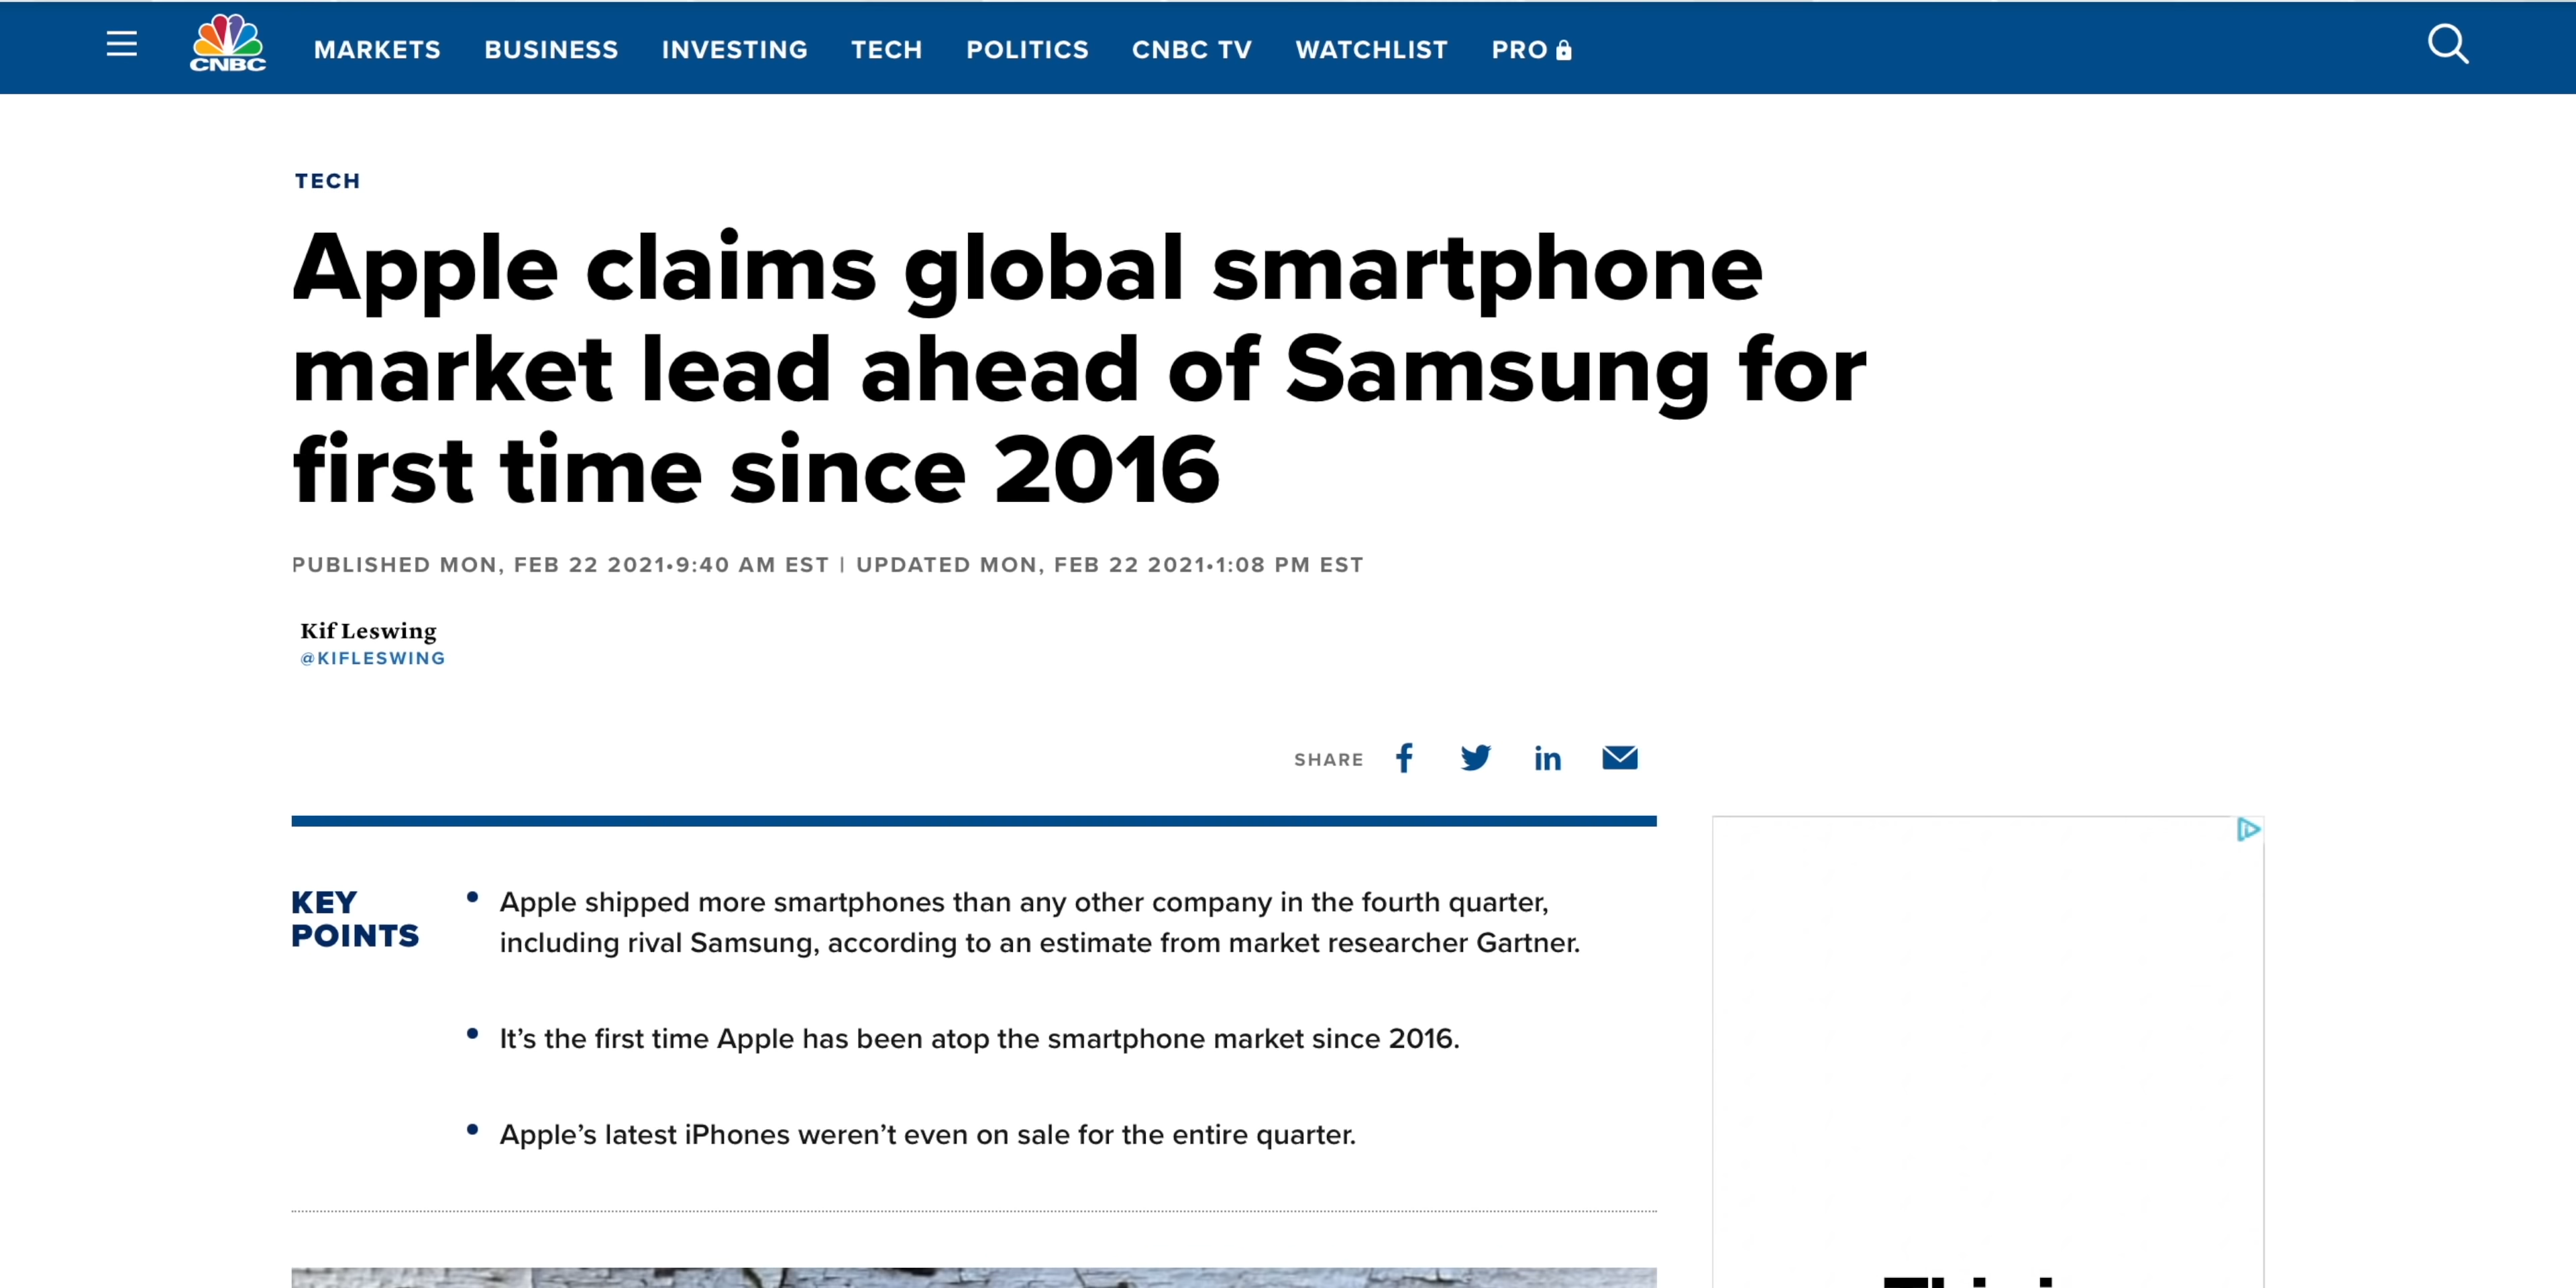 CNBC
MARKETS BUSINESS INVESTING TECH POLITICS CNBC TV WATCHLIST PRO
TECH
Apple claims global smartphone
market lead ahead of Samsung for
first time since 2016
PUBLISHED MON, FEB 22 2021•9:40 AM EST | UPDATED MON, FEB 22 2021•1:08 PM EST
Kif Leswing
@KIFLESWING
SHARE
KEY
POINTS
• Apple shipped more smartphones than any other company in the fourth quarter,
including rival Samsung, according to an estimate from market researcher Gartner.
• It’s the first time Apple has been atop the smartphone market since 2016.
• Apple’s latest iPhones weren’t even on sale for the entire quarter.